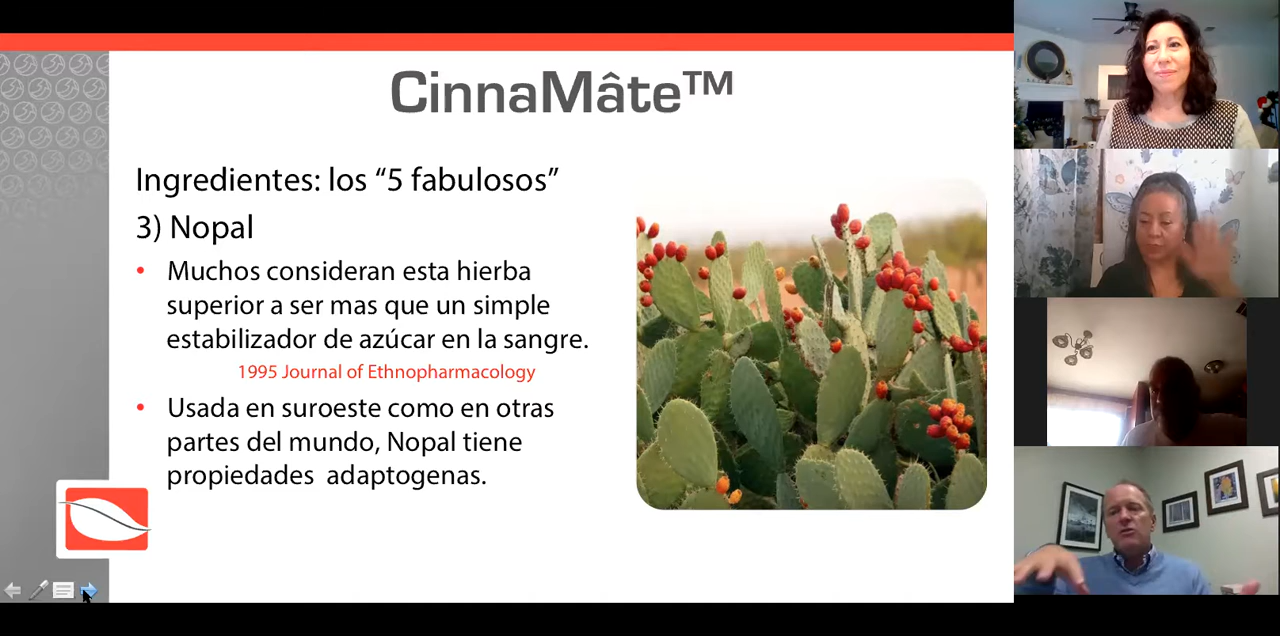 CinnaMâte™
Ingredientes: los “5 fabulosos”
3) Nopal
• Muchos consideran esta hierba
superior a ser mas que un simple
estabilizador de azúcar en la sangre.
1995 Journal of Ethnopharmacology
• Usada en suroeste como en otras
partes del mundo, Nopal tiene
propiedades adaptogenas.